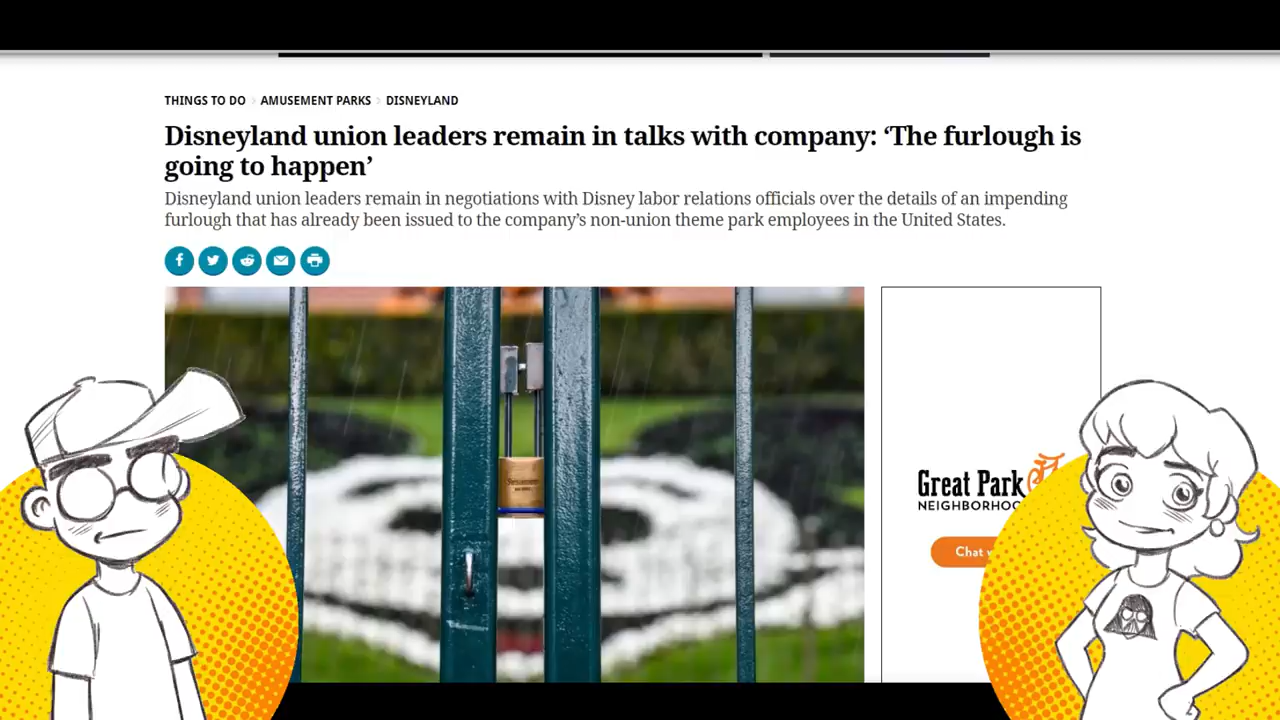 THINGS TO DO › AMUSEMENT PARKS › DISNEYLAND
Disneyland union leaders remain in talks with company: ‘The furlough is
going to happen’
Disneyland union leaders remain in negotiations with Disney labor relations officials over the details of an impending
furlough that has already been issued to the company’s non-union theme park employees in the United States.
Great Park
Chat